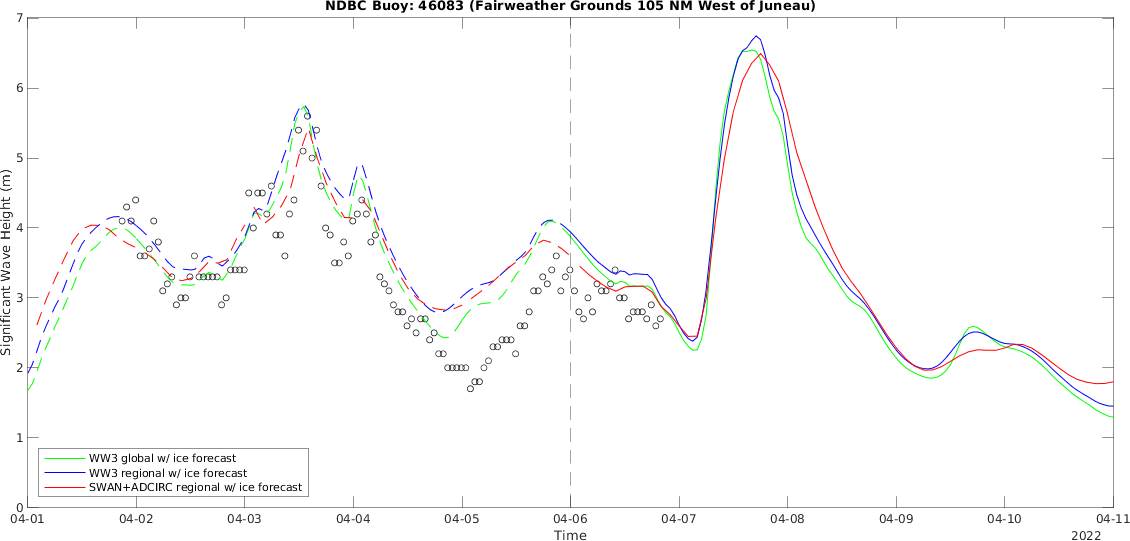 NDBC Buoy: 46083 (Fairweather Grounds 105 NM West of Juneau)
7
6
5
4
3
2
1
0
Significant Wave Height (m)
WW3 global w/ ice forecast
WW3 regional w/ ice forecast
SWAN+ADCIRC regional w/ ice forecast
04-01 04-02 04-03 04-04 04-05 04-06 04-07 04-08 04-09 04-10 04-11
Time
2022